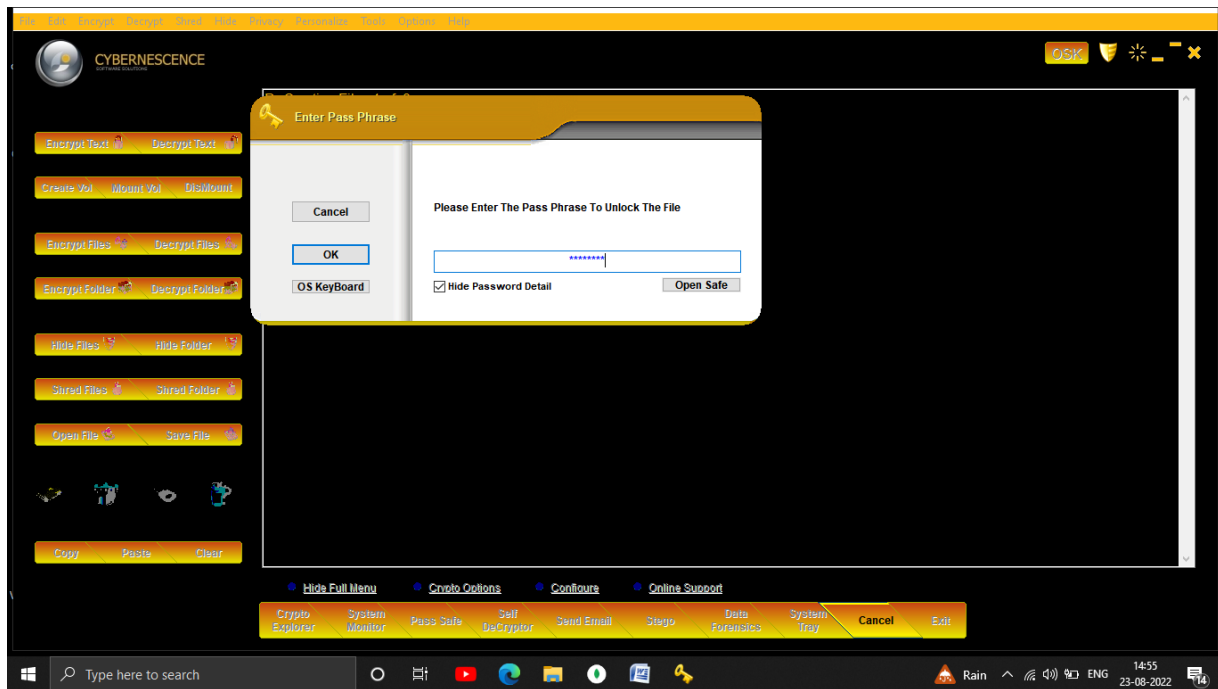 File Edit Encrypt Decrypt Shred Hide Privacy Personalize Tools Options Help
CYBERNESCENCE
SOFTWARE SOLUTIONS
OSK
Enter Pass Phrase
Encrypt Text Decrypt Text
Create Vol Mount Vol DisMount
Cancel
Please Enter The Pass Phrase To Unlock The File
Encrypt Files Decrypt Files
OK
********
Encrypt Folder Decrypt Folder
OS KeyBoard
Hide Password Detail
Open Safe
Hide Files Hide Folder
Shred Files Shred Folder
Open File Save File
Copy Paste Clear
Hide Full Menu Crypto Options Configure Online Support
Crypto Explorer
System Monitor
Pass Safe
Self DeCryptor
Send Email
Stego
Data Forensics
System Tray
Cancel
Exit
Type here to search
Rain
ENG
14:55
23-08-2022
14